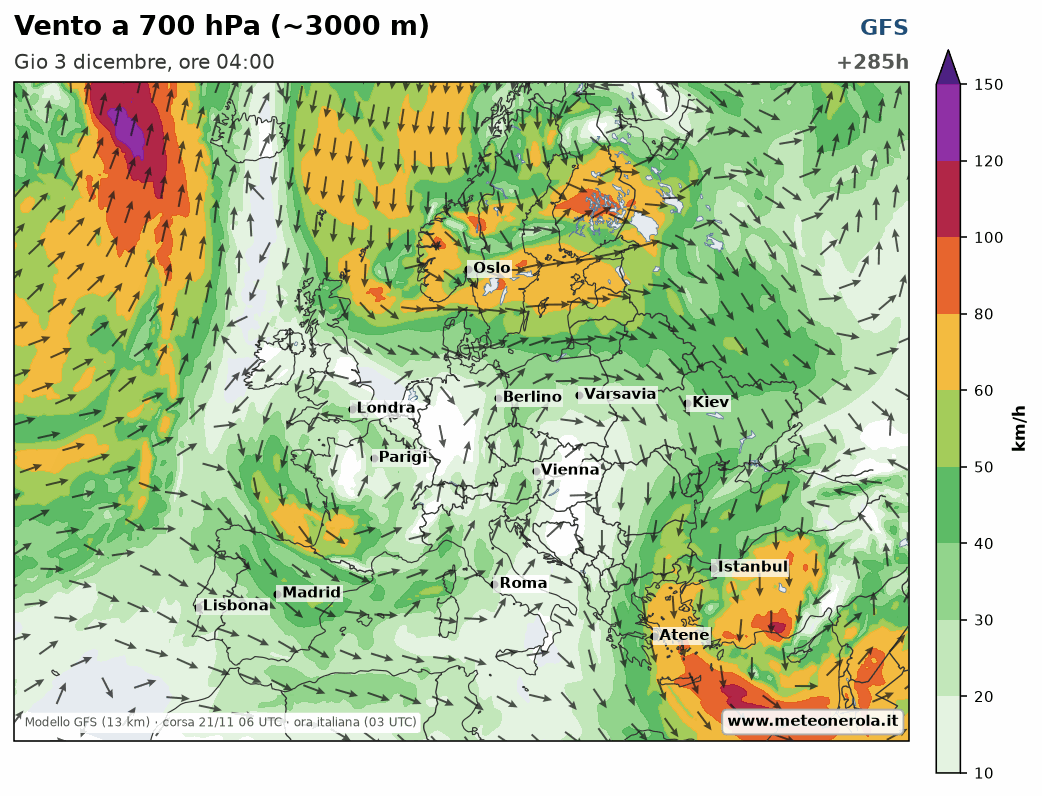 Vento a 700 hPa (~3000 m)
GFS
Gio 3 dicembre, ore 04:00
+285h
150
120
100
80
60
50
40
30
20
10
km/h
Oslo
Berlino
Varsavia
Kiev
Londra
Parigi
Vienna
Istanbul
Roma
Madrid
Lisbona
Atene
Modello GFS (13 km) · corsa 21/11 06 UTC · ora italiana (03 UTC)
www.meteonerola.it